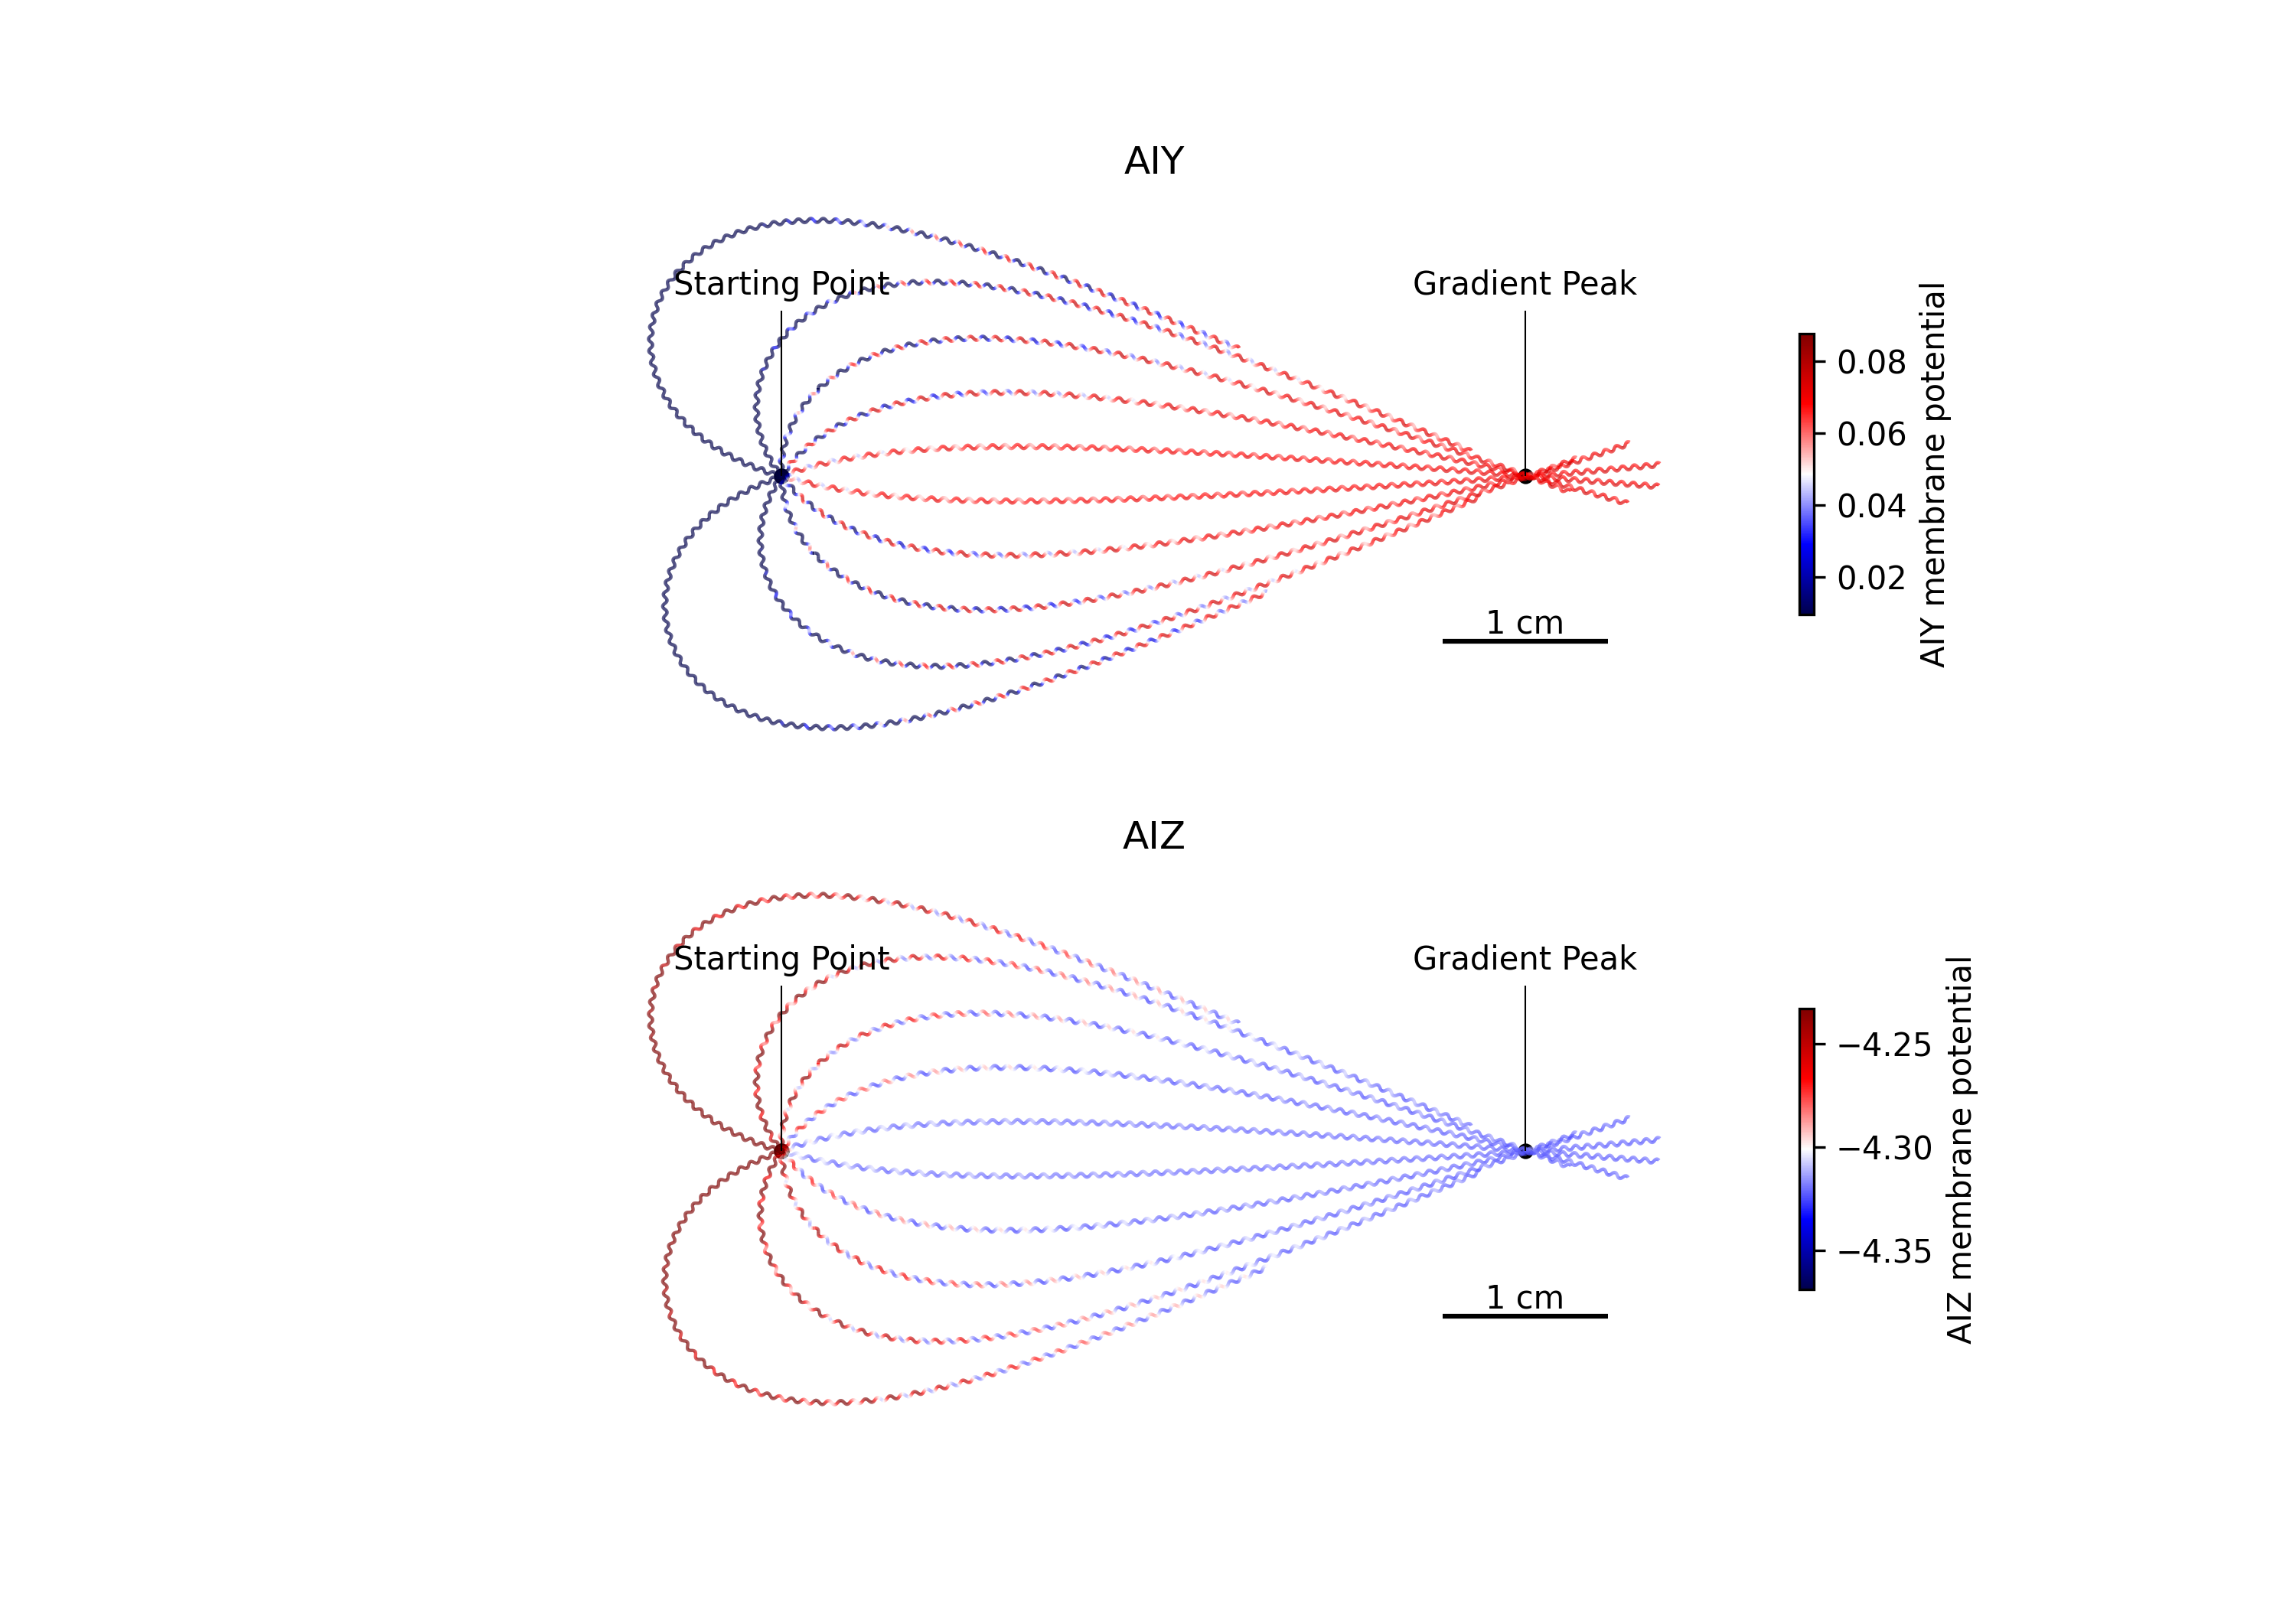 AIY
Starting Point
Gradient Peak
0.08
0.06
0.04
0.02
AIY membrane potential
1 cm
AIZ
Starting Point
Gradient Peak
−4.25
−4.30
−4.35
AIZ membrane potential
1 cm